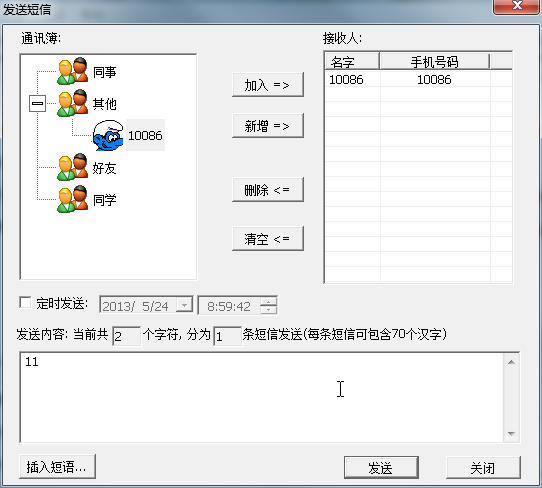 发送短信
通讯簿:
接收人:
同事
其他
10086
好友
同学
加入 =>
新增 =>
删除 <=
清空 <=
名字 手机号码
10086 10086
定时发送: 2013/ 5/24 8:59:42
发送内容: 当前共 2 个字符, 分为 1 条短信发送(每条短信可包含70个汉字)
11
插入短语... 发送 关闭